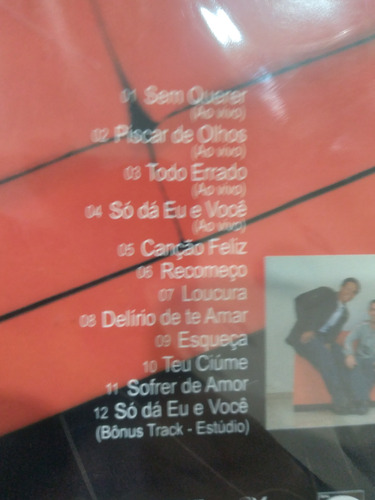 01 Sem Querer
(Ao vivo)
02 Piscar de Olhos
(Ao vivo)
03 Todo Errado
(Ao vivo)
04 Só dá Eu e Você
(Ao vivo)
05 Canção Feliz
06 Recomeço
07 Loucura
08 Delírio de te Amar
09 Esqueça
10 Teu Ciúme
11 Sofrer de Amor
12 Só dá Eu e Você
(Bônus Track - Estúdio)